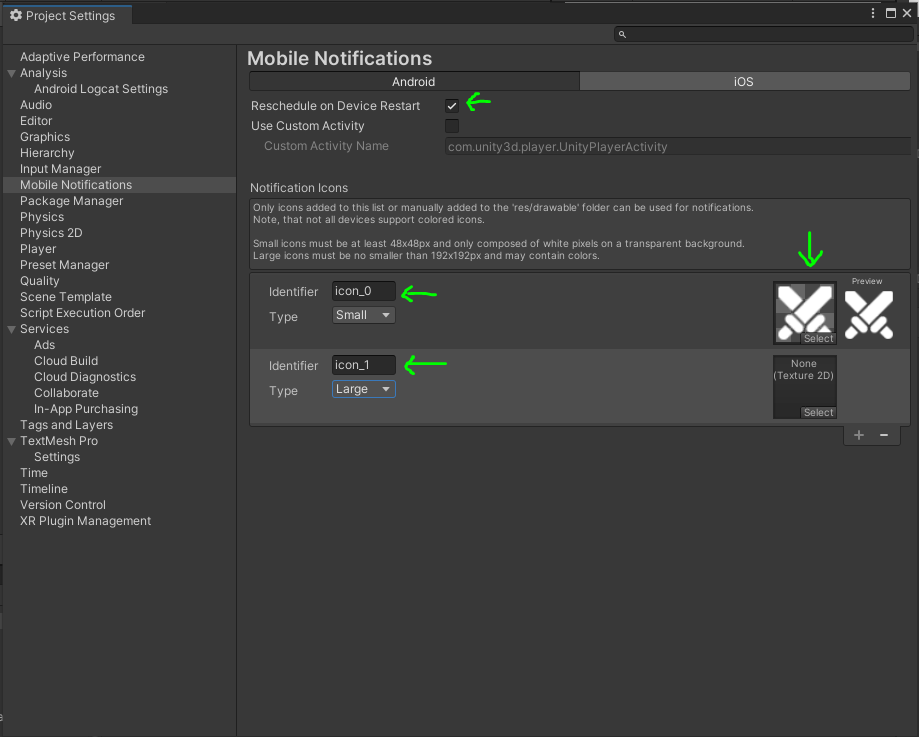 Project Settings
Adaptive Performance
Analysis
Android Logcat Settings
Audio
Editor
Graphics
Hierarchy
Input Manager
Mobile Notifications
Package Manager
Physics
Physics 2D
Player
Preset Manager
Quality
Scene Template
Script Execution Order
Services
Ads
Cloud Build
Cloud Diagnostics
Collaborate
In-App Purchasing
Tags and Layers
TextMesh Pro
Settings
Time
Timeline
Version Control
XR Plugin Management
Mobile Notifications
Android
iOS
Reschedule on Device Restart
Use Custom Activity
Custom Activity Name com.unity3d.player.UnityPlayerActivity
Notification Icons
Only icons added to this list or manually added to the 'res/drawable' folder can be used for notifications.
Note, that not all devices support colored icons.
Small icons must be at least 48x48px and only composed of white pixels on a transparent background.
Large icons must be no smaller than 192x192px and may contain colors.
Identifier icon_0
Type Small
Select
Preview
Identifier icon_1
Type Large
None
(Texture 2D)
Select